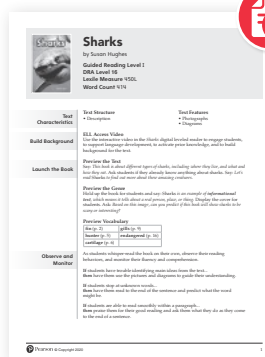 Sharks
Sharks
by Susan Hughes
Guided Reading Level I
DRA Level 16
Lexile Measure 450L
Word Count 414
Text
Characteristics
Text Structure
• Description
Text Features
• Photographs
• Diagrams
Build Background
ELL Access Video
Use the interactive video in the Sharks digital leveled reader to engage students,
to support language development, to activate prior knowledge, and to build
background for the text.
Launch the Book
Preview the Text
Say: This book is about different types of sharks, including where they live, and what and
how they eat. Ask students if they already know anything about sharks. Say: Let's
read Sharks to find out more about these amazing creatures.
Preview the Genre
Hold up the book for students and say: Sharks is an example of informational
text, which means it tells about a real person, place, or thing. Display the cover for
students. Ask: Based on this image, can you predict if this book will show sharks to be
scary or interesting?
Preview Vocabulary
fin (p. 2) gills (p. 9)
hunter (p. 5) endangered (p. 16)
cartilage (p. 6)
Observe and
Monitor
As students whisper-read the book on their own, observe their reading
behaviors, and monitor their fluency and comprehension.
If students have trouble identifying main ideas from the text...
then have them use the pictures and diagrams to guide their understanding.
If students stop at unknown words...
then have them read to the end of the sentence and predict what the word
might be.
If students are able to read smoothly within a paragraph...
then praise them for their good reading and ask them what they do as they come
to the end of a sentence.
Pearson © Copyright 2020
1